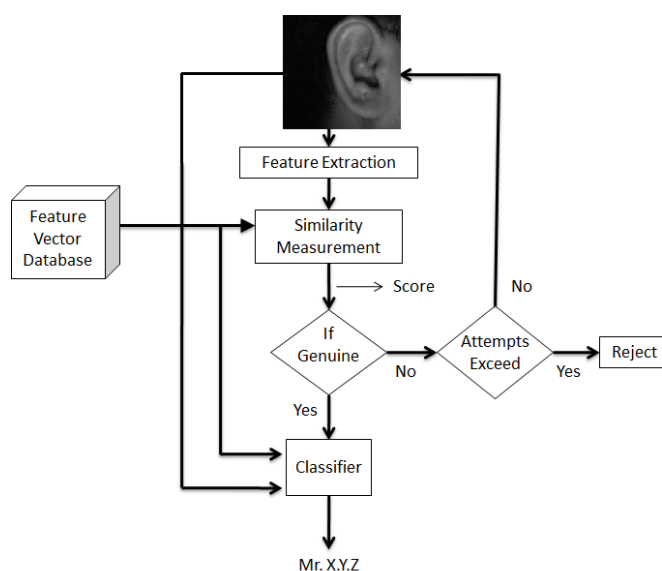 Feature Extraction
Feature
Vector
Database
Similarity
Measurement
Score
No
If
Genuine
Attempts
Exceed
Reject
No
Yes
Yes
Classifier
Mr. X.Y.Z